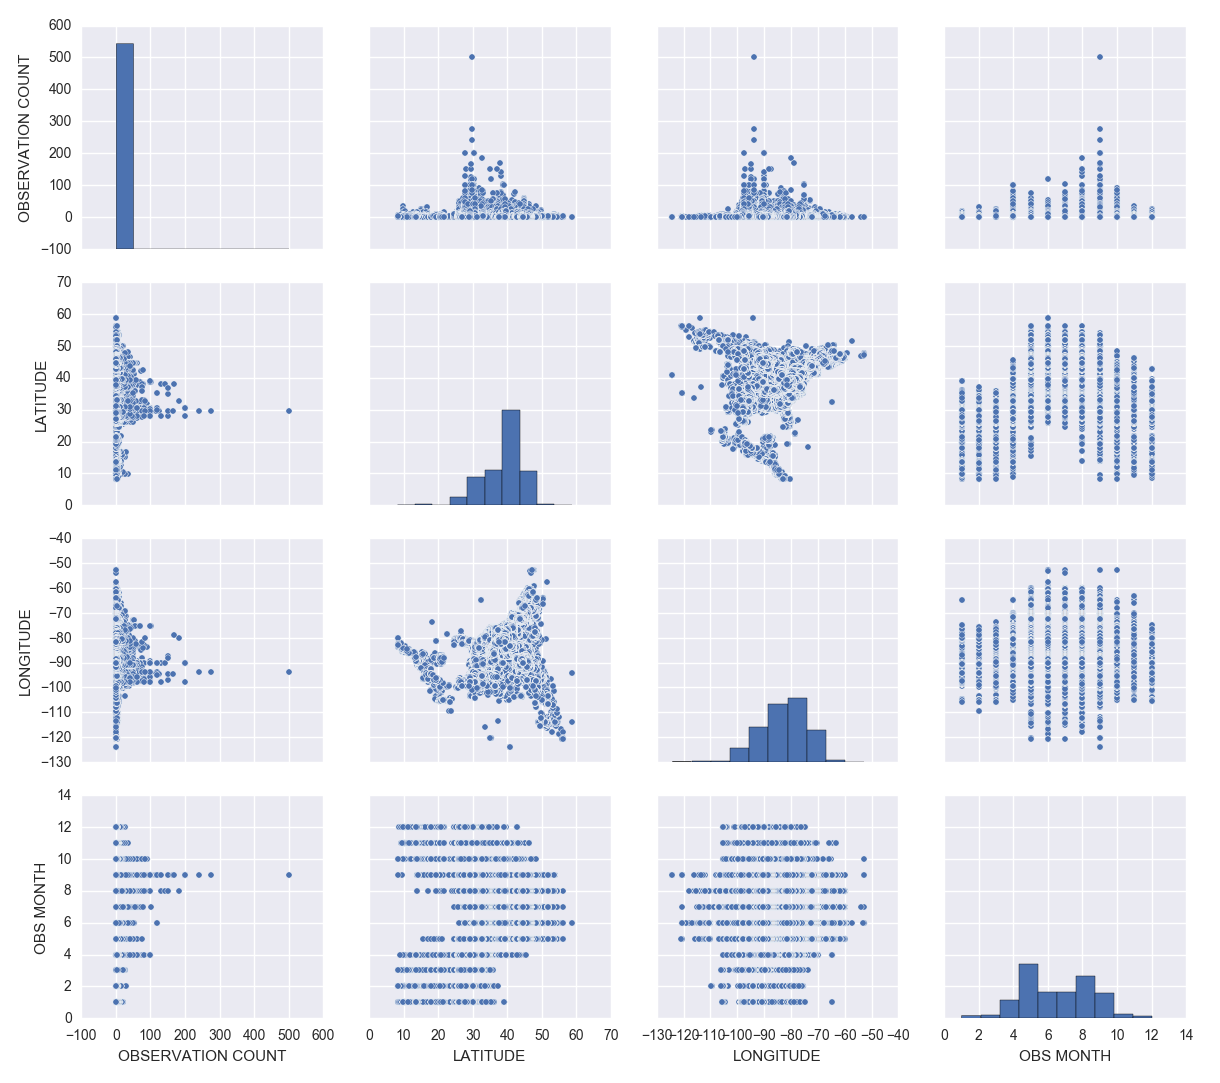 600
500
400
300
200
100
0
−100
OBSERVATION COUNT
70
60
50
40
30
20
10
0
LATITUDE
−40
−50
−60
−70
−80
−90
−100
−110
−120
−130
LONGITUDE
14
12
10
8
6
4
2
0
OBS MONTH
−100 0 100 200 300 400 500 600
0 10 20 30 40 50 60 70
−130 −120 −110 −100 −90 −80 −70 −60 −50 −40
0 2 4 6 8 10 12 14
OBSERVATION COUNT
LATITUDE
LONGITUDE
OBS MONTH